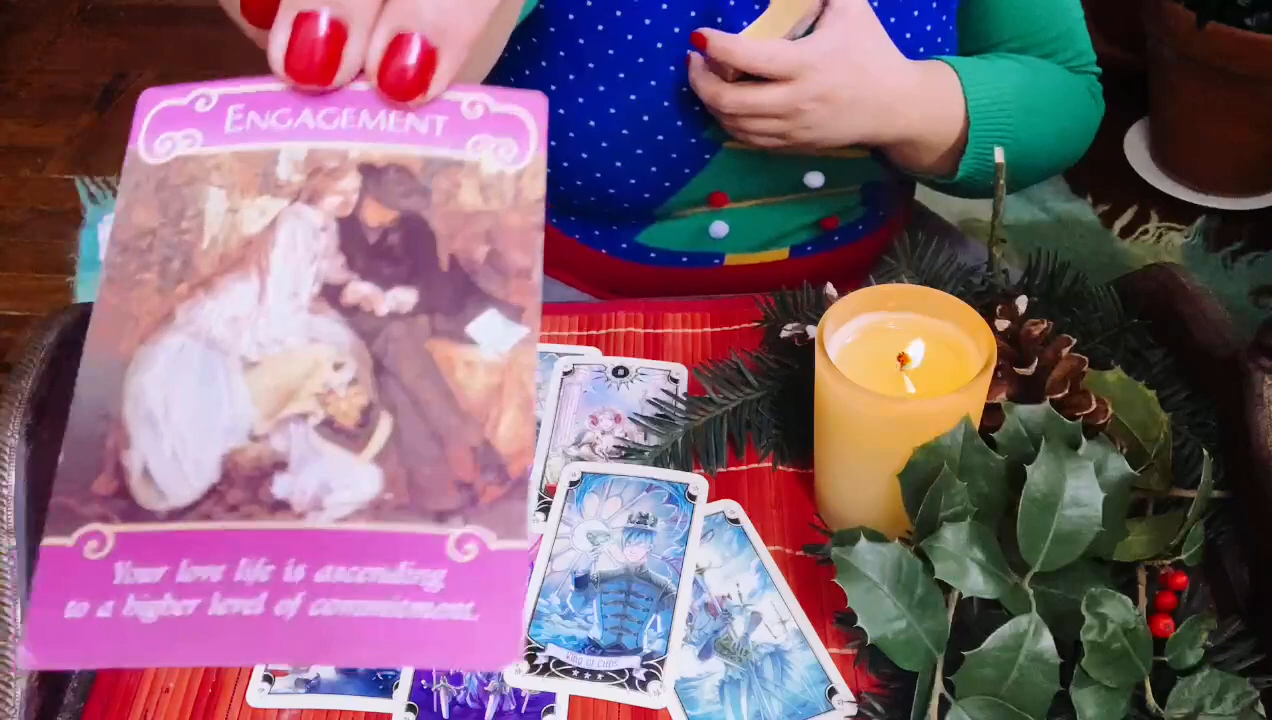 ENGAGEMENT
Your love life is ascending
to a higher level of commitment.
King of Cups